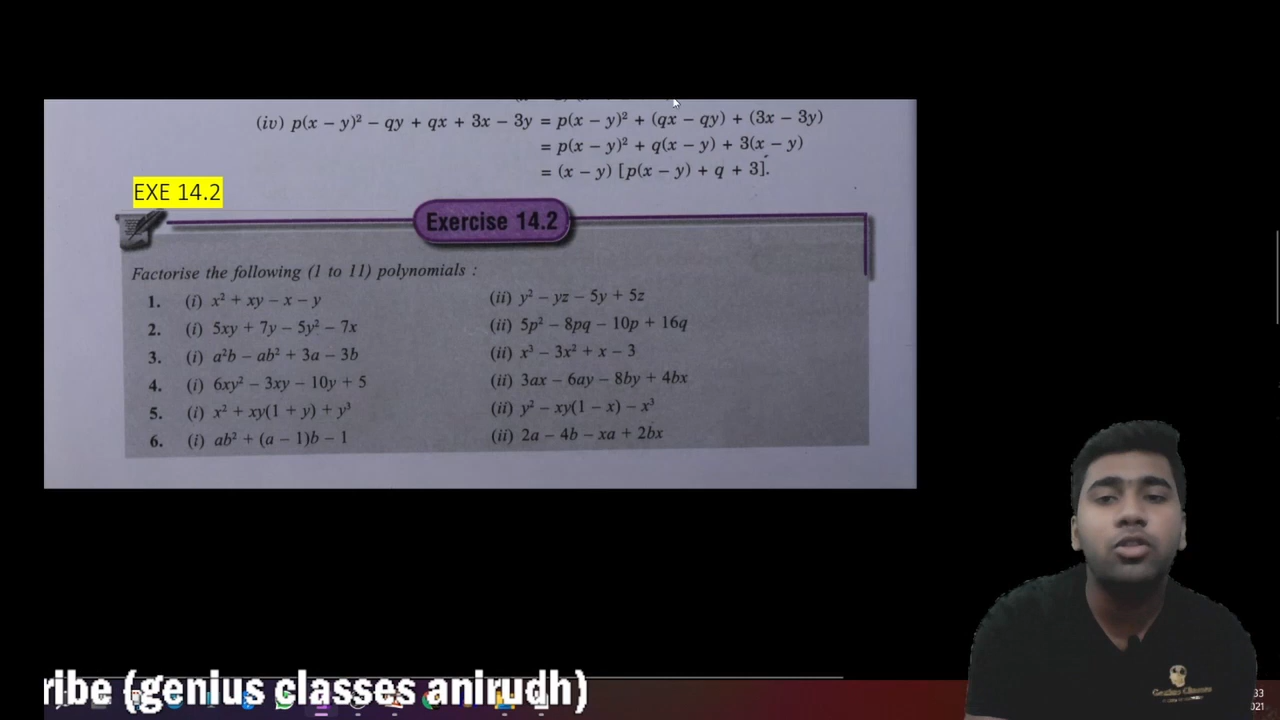 (iv) p(x − y)² − qy + qx + 3x − 3y = p(x − y)² + (qx − qy) + (3x − 3y)
= p(x − y)² + q(x − y) + 3(x − y)
= (x − y) [p(x − y) + q + 3].
EXE 14.2
Exercise 14.2
Factorise the following (1 to 11) polynomials :
1. (i) x² + xy − x − y (ii) y² − yz − 5y + 5z
2. (i) 5xy + 7y − 5y² − 7x (ii) 5p² − 8pq − 10p + 16q
3. (i) a²b − ab² + 3a − 3b (ii) x³ − 3x² + x − 3
4. (i) 6xy² − 3xy − 10y + 5 (ii) 3ax − 6ay − 8by + 4bx
5. (i) x² + xy(1 + y) + y³ (ii) y² − xy(1 − x) − x³
6. (i) ab² + (a − 1)b − 1 (ii) 2a − 4b − xa + 2bx
Genius Classes
ribe (genius classes anirudh)